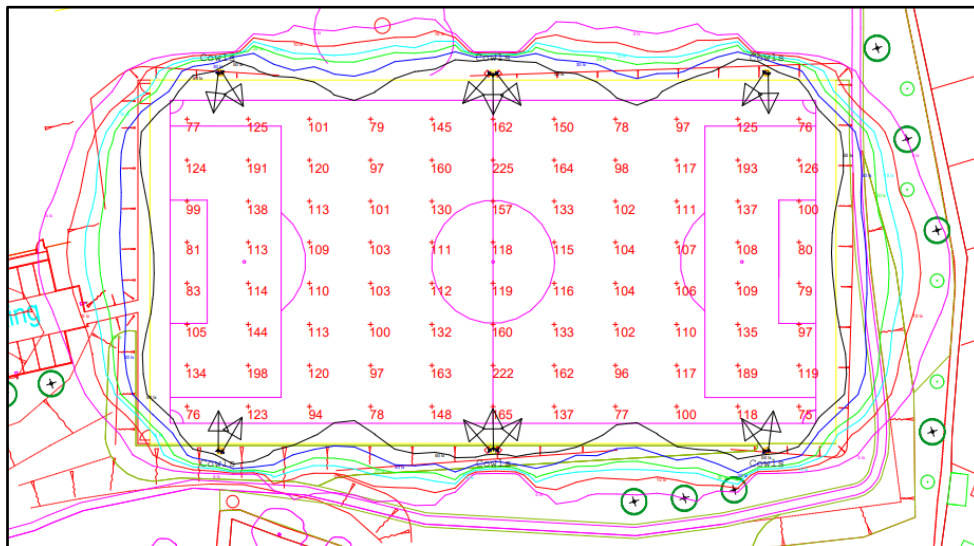 Cowls Cowls Cowls
77 125 101 79 145 162 150 78 97 125 76
124 191 120 97 160 225 164 98 117 193 126
99 138 113 101 130 157 133 102 111 137 100
81 113 109 103 111 118 115 104 107 108 80
83 114 110 103 112 119 116 104 106 109 79
ng
105 144 113 100 132 160 133 102 110 135 97
134 198 120 97 163 222 162 96 117 189 119
76 123 94 78 148 165 137 77 100 118 75
Cowls Cowls Cowls